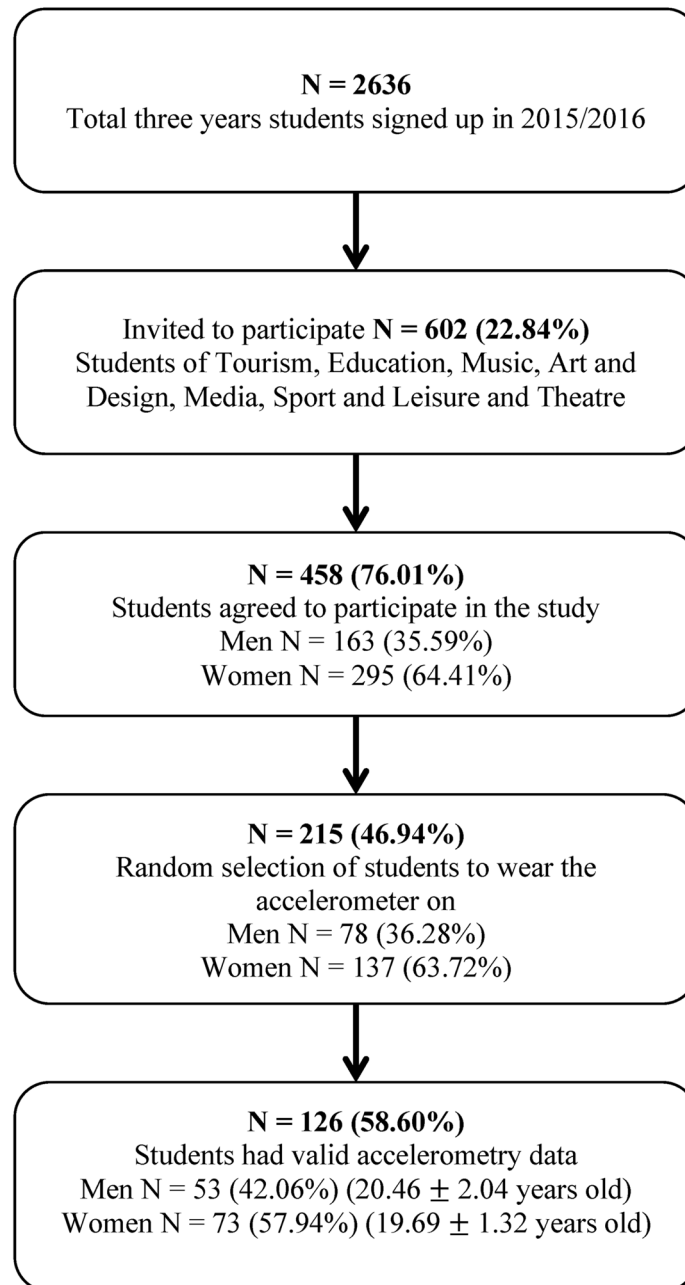 N = 2636
Total three years students signed up in 2015/2016
Invited to participate N = 602 (22.84%)
Students of Tourism, Education, Music, Art and
Design, Media, Sport and Leisure and Theatre
N = 458 (76.01%)
Students agreed to participate in the study
Men N = 163 (35.59%)
Women N = 295 (64.41%)
N = 215 (46.94%)
Random selection of students to wear the
accelerometer on
Men N = 78 (36.28%)
Women N = 137 (63.72%)
N = 126 (58.60%)
Students had valid accelerometry data
Men N = 53 (42.06%) (20.46 ± 2.04 years old)
Women N = 73 (57.94%) (19.69 ± 1.32 years old)